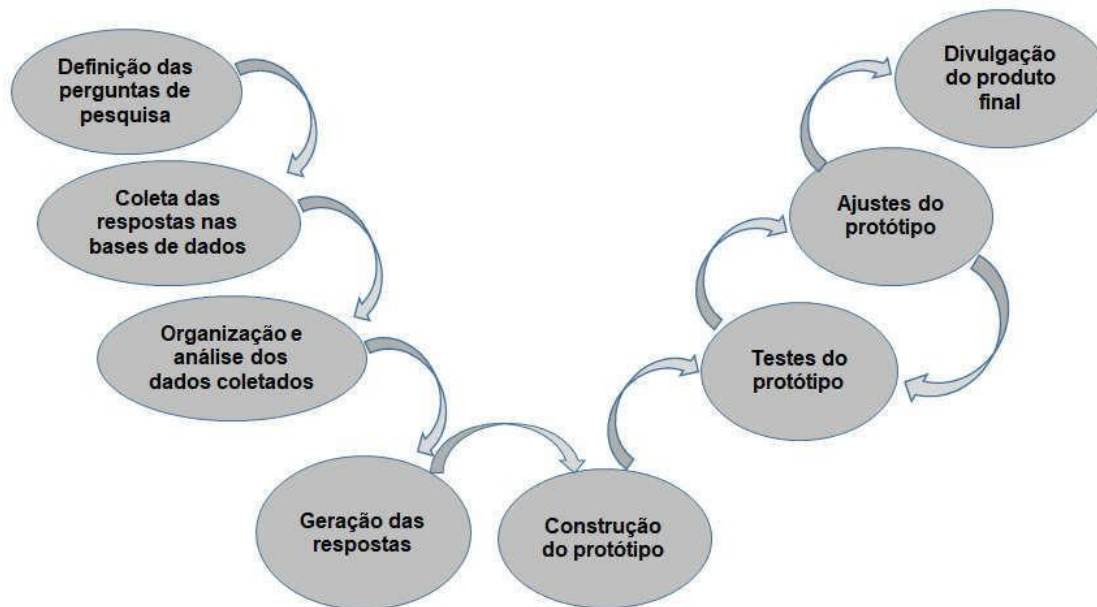 Definição das
perguntas de
pesquisa
Coleta das
respostas nas
bases de dados
Organização e
análise dos
dados coletados
Geração das
respostas
Construção
do protótipo
Testes do
protótipo
Ajustes do
protótipo
Divulgação
do produto
final